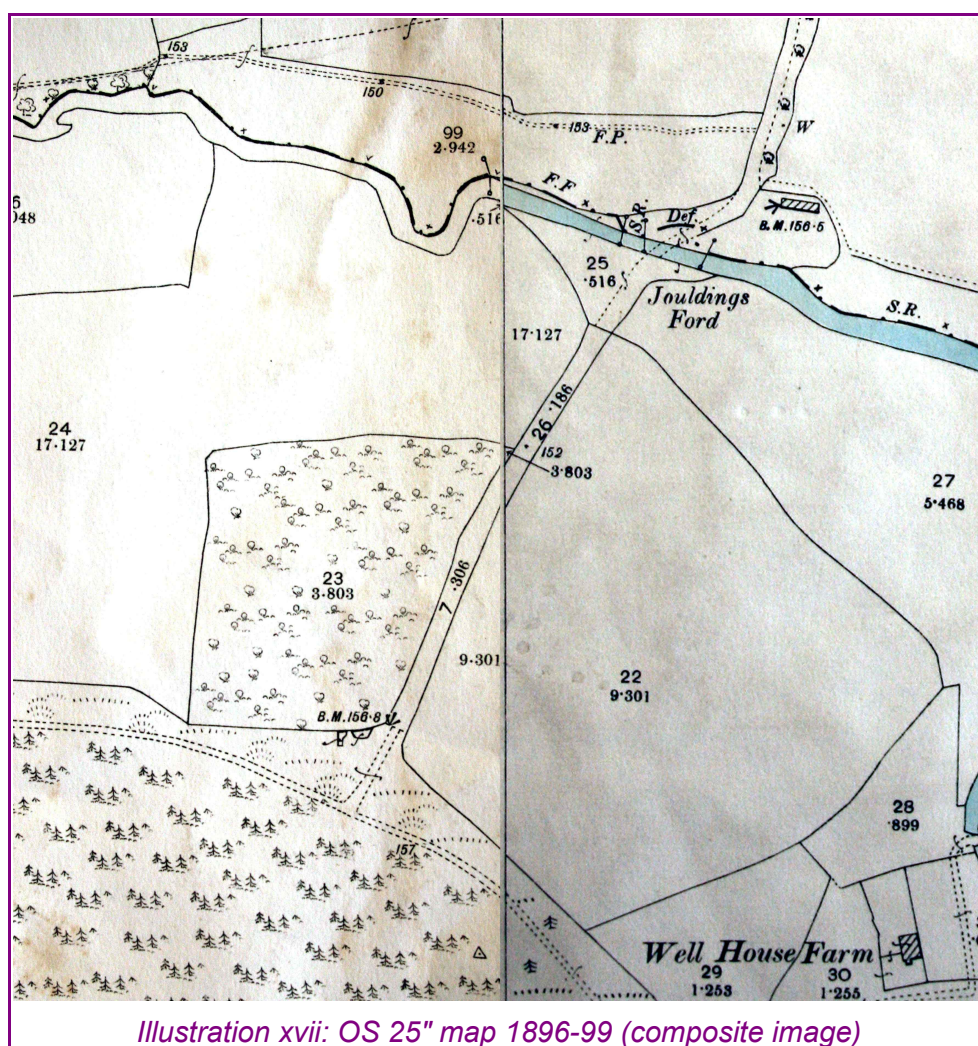 153
150
99
2·942
153
F.P.
W
F.F
S.R.
Def.
B.M.156·5
·516
25
·516
Jouldings
Ford
S.R.
17·127
24
17·127
26 ·186
152
3·803
27
5·468
23
3·803
7 ·306
9·301
22
9·301
B.M.156·8
28
·899
157
Well House Farm
29
1·253
30
1·255
Illustration xvii: OS 25" map 1896-99 (composite image)